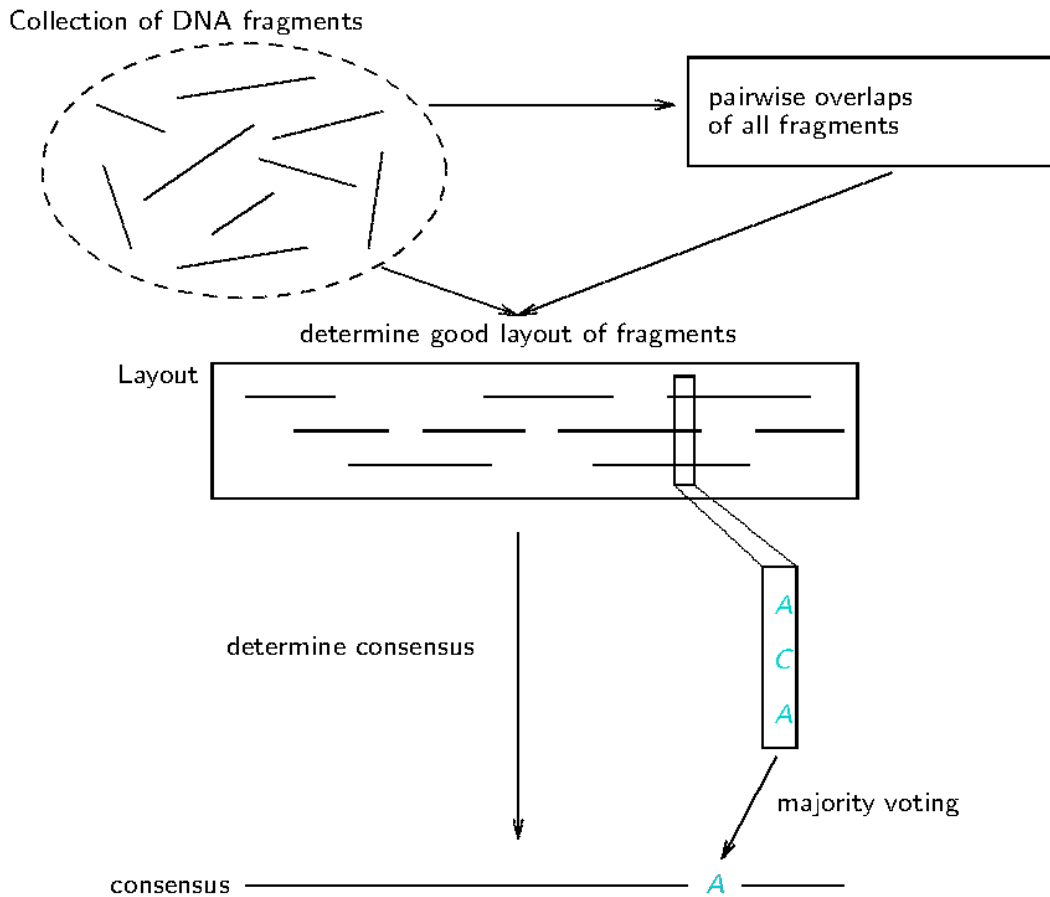 Collection of DNA fragments
pairwise overlaps
of all fragments
determine good layout of fragments
Layout
determine consensus
A
C
A
majority voting
consensus A